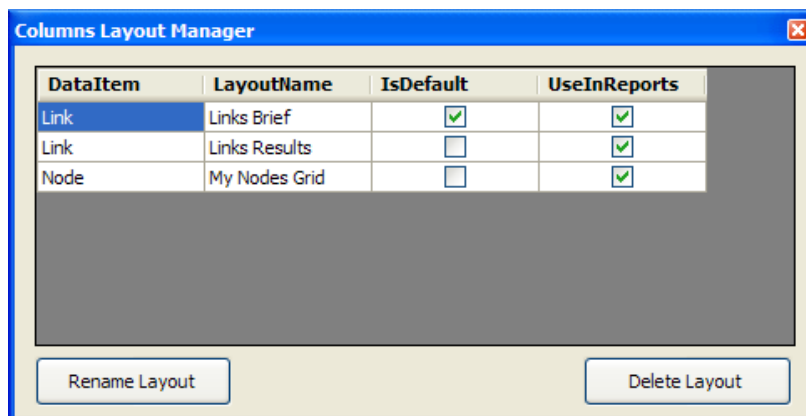 Columns Layout Manager
DataItem LayoutName IsDefault UseInReports
Link Links Brief
Link Links Results
Node My Nodes Grid
Rename Layout Delete Layout